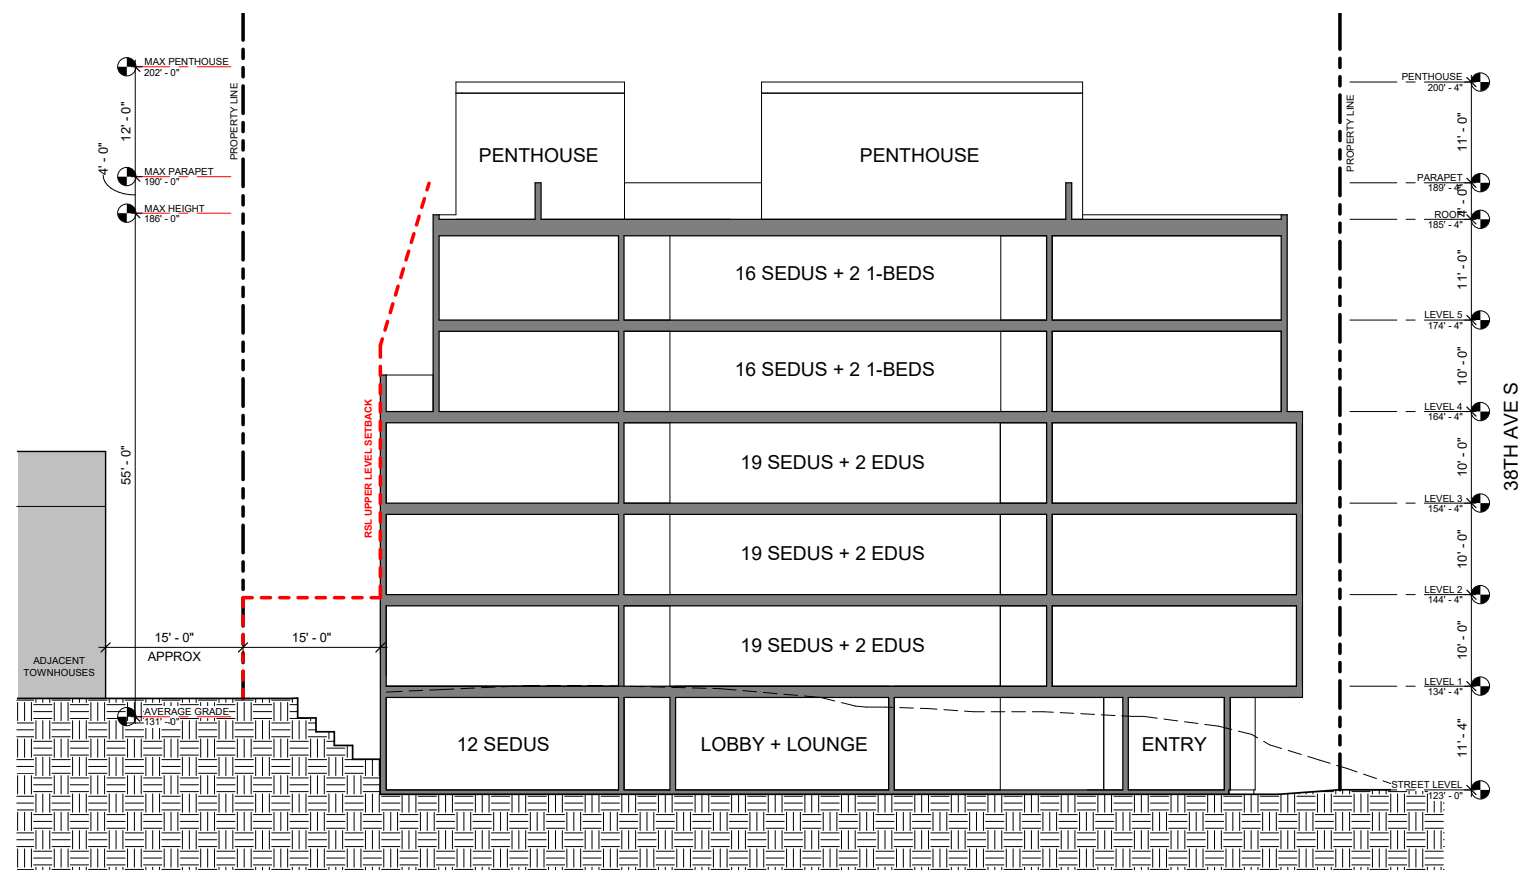 MAX PENTHOUSE
202' - 0"
12' - 0"
4' - 0"
MAX PARAPET
190' - 0"
MAX HEIGHT
186' - 0"
55' - 0"
AVERAGE GRADE
131' - 0"
PROPERTY LINE
RSL UPPER LEVEL SETBACK
15' - 0"
APPROX
15' - 0"
ADJACENT
TOWNHOUSES
PENTHOUSE
PENTHOUSE
16 SEDUS + 2 1-BEDS
16 SEDUS + 2 1-BEDS
19 SEDUS + 2 EDUS
19 SEDUS + 2 EDUS
19 SEDUS + 2 EDUS
12 SEDUS
LOBBY + LOUNGE
ENTRY
PROPERTY LINE
PENTHOUSE
200' - 4"
11' - 0"
PARAPET
189' - 4"
4' - 0"
ROOF
185' - 4"
11' - 0"
LEVEL 5
174' - 4"
10' - 0"
LEVEL 4
164' - 4"
10' - 0"
LEVEL 3
154' - 4"
10' - 0"
LEVEL 2
144' - 4"
10' - 0"
LEVEL 1
134' - 4"
11' - 4"
STREET LEVEL
123' - 0"
38TH AVE S